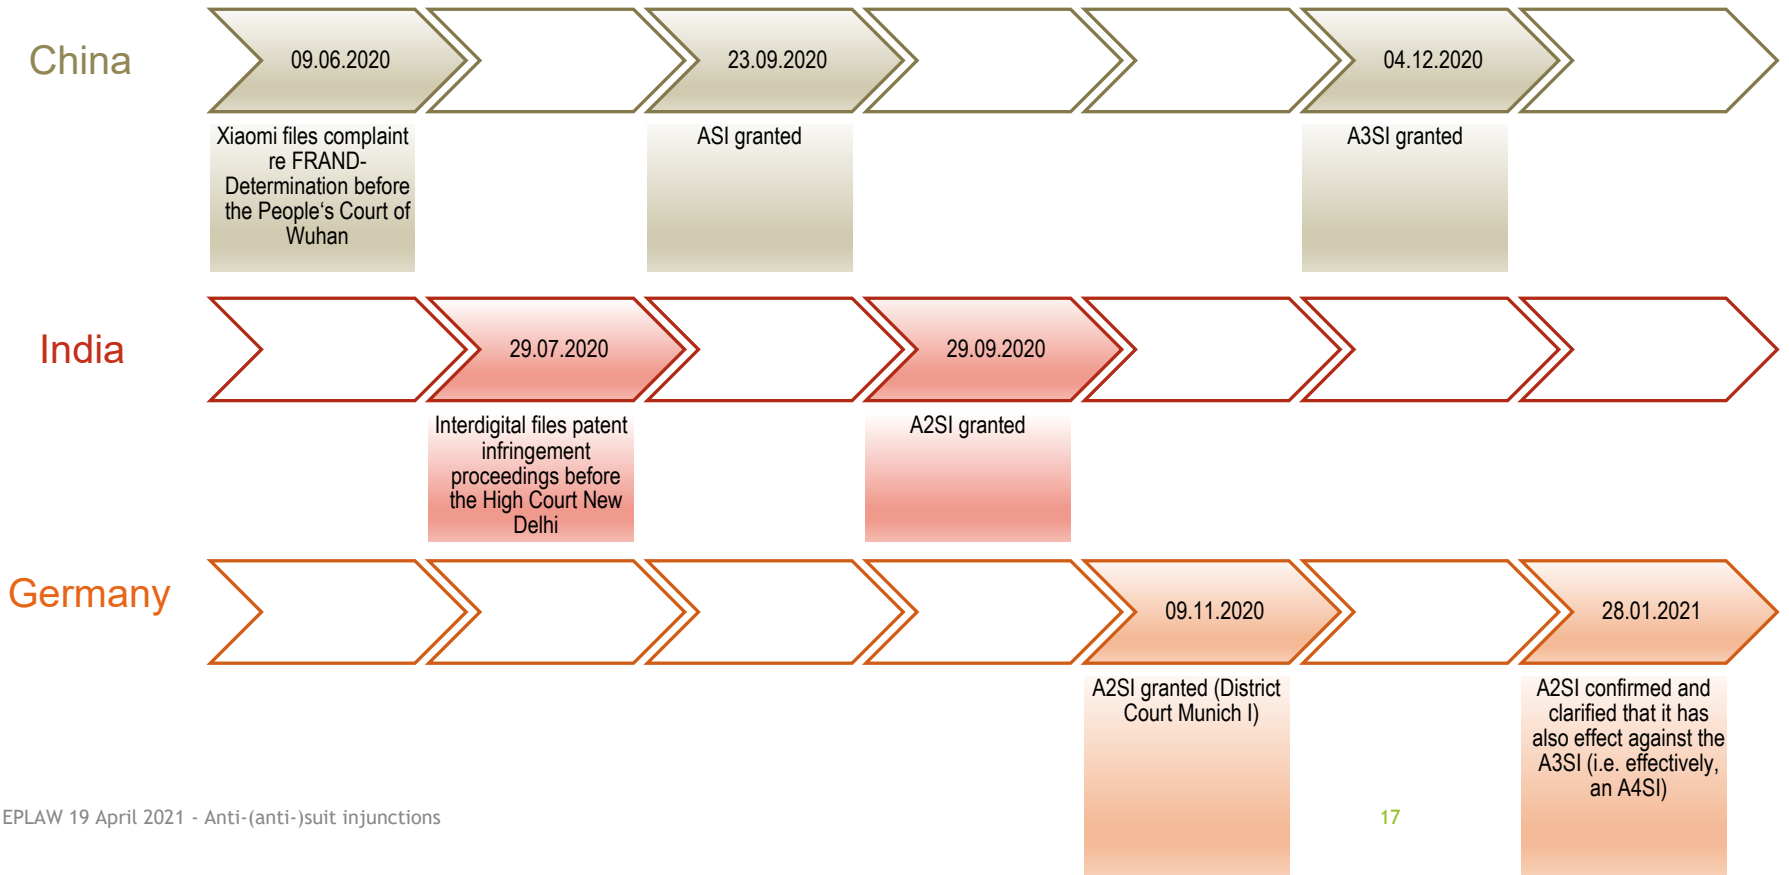 China
09.06.2020
23.09.2020
04.12.2020
Xiaomi files complaint
re FRAND-
Determination before
the People‘s Court of
Wuhan
ASI granted
A3SI granted
India
29.07.2020
29.09.2020
Interdigital files patent
infringement
proceedings before
the High Court New
Delhi
A2SI granted
Germany
09.11.2020
28.01.2021
A2SI granted (District
Court Munich I)
A2SI confirmed and
clarified that it has
also effect against the
A3SI (i.e. effectively,
an A4SI)
EPLAW 19 April 2021 - Anti-(anti-)suit injunctions
17